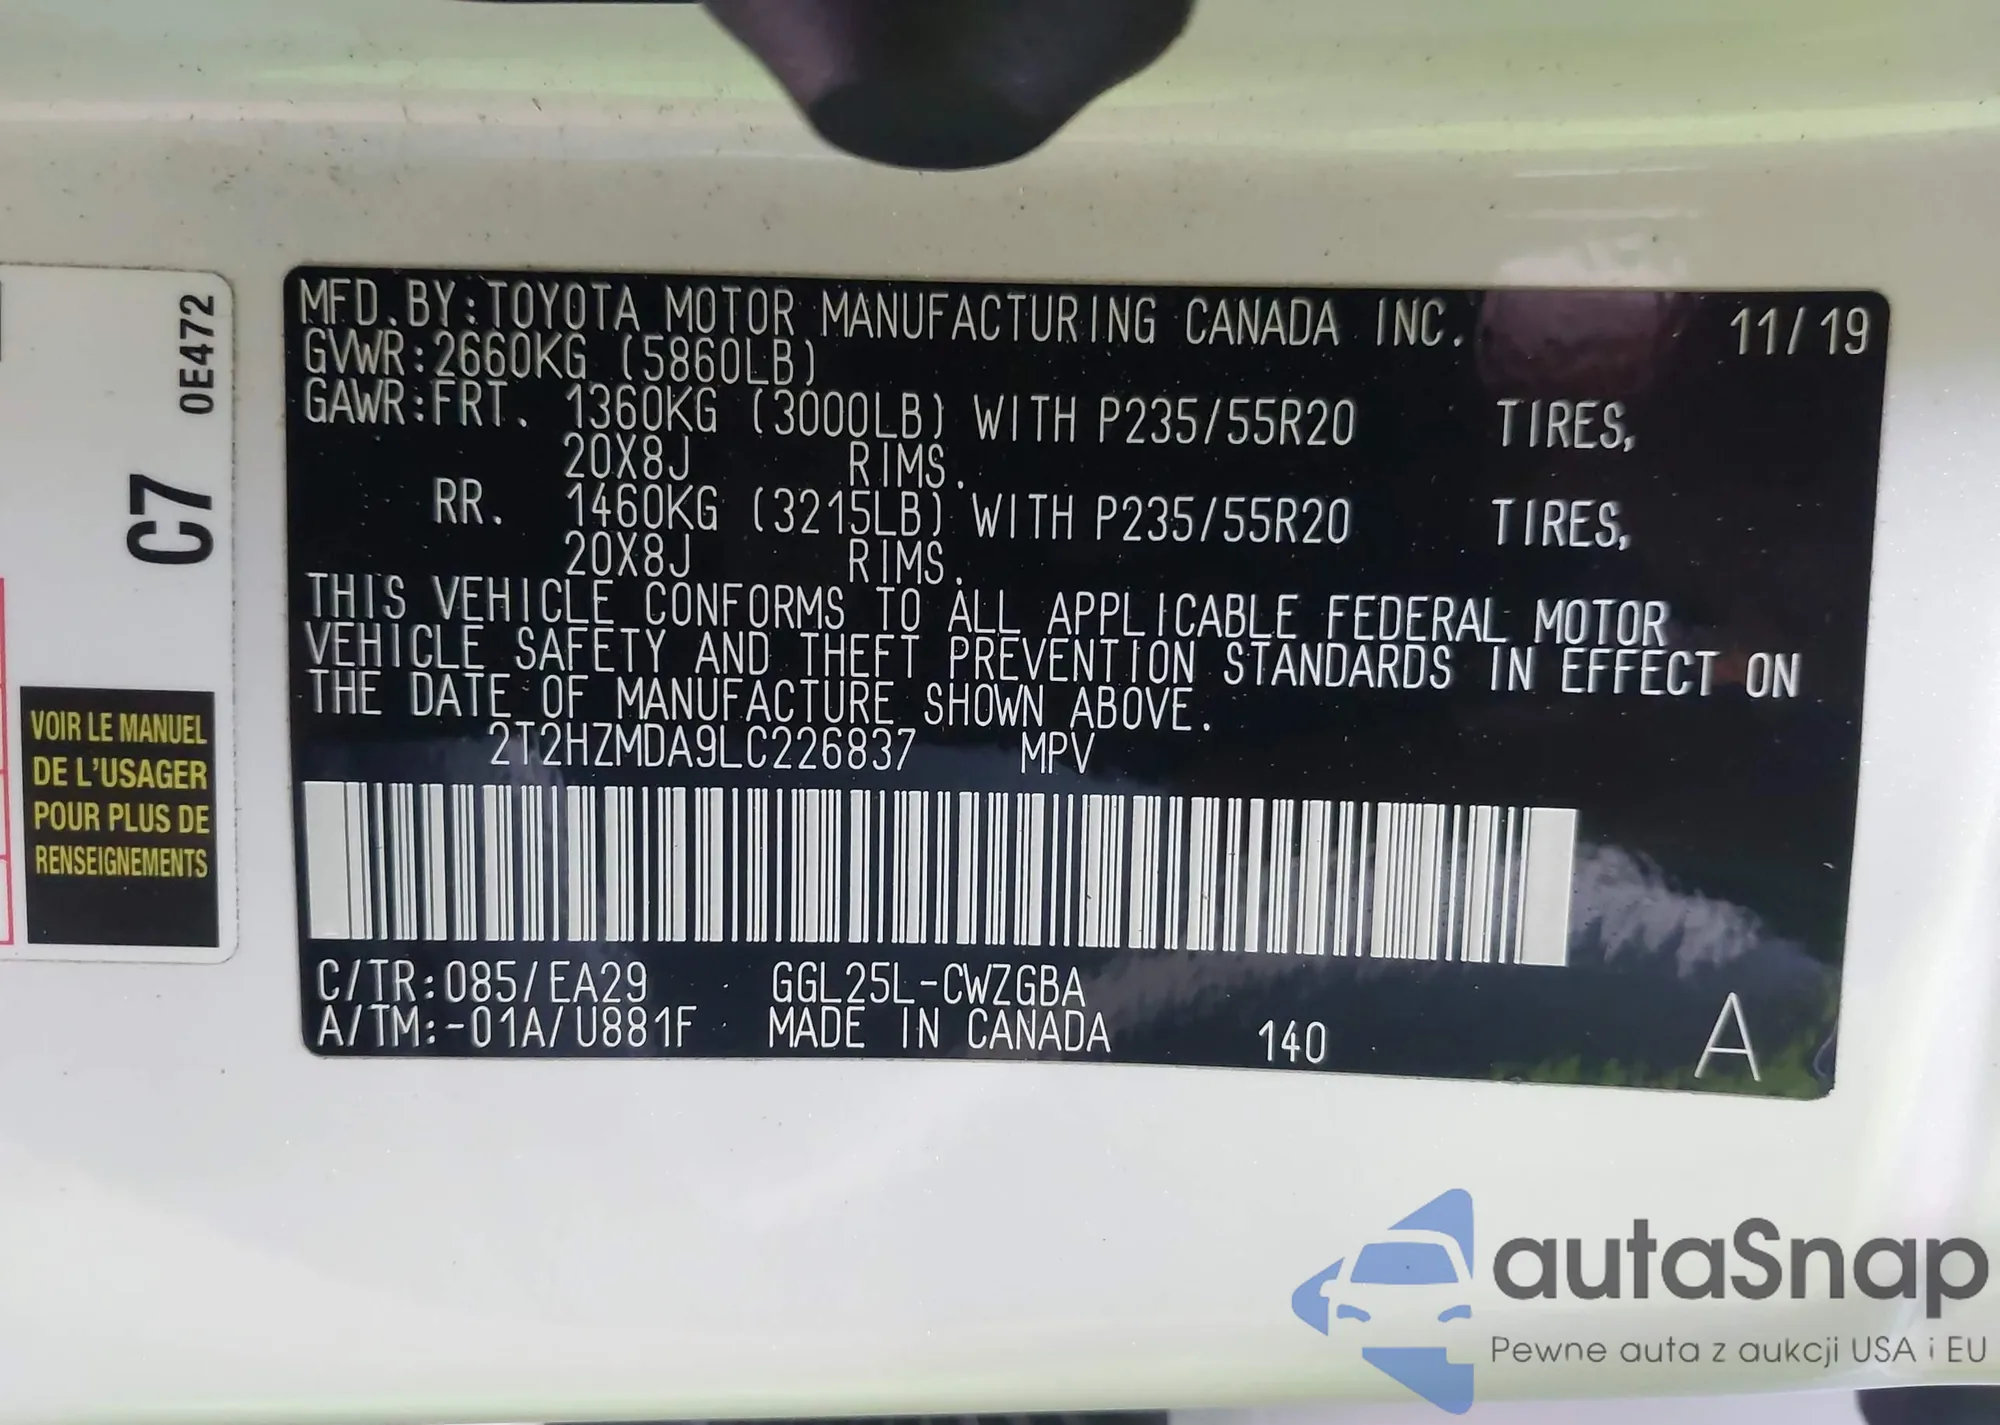 0E472
C7
VOIR LE MANUEL
DE L'USAGER
POUR PLUS DE
RENSEIGNEMENTS
MFD.BY:TOYOTA MOTOR MANUFACTURING CANADA INC. 11/19
GVWR:2660KG (5860LB)
GAWR:FRT. 1360KG (3000LB) WITH P235/55R20 TIRES,
20X8J RIMS.
RR. 1460KG (3215LB) WITH P235/55R20 TIRES,
20X8J RIMS.
THIS VEHICLE CONFORMS TO ALL APPLICABLE FEDERAL MOTOR
VEHICLE SAFETY AND THEFT PREVENTION STANDARDS IN EFFECT ON
THE DATE OF MANUFACTURE SHOWN ABOVE.
2T2HZMDA9LC226837 MPV
C/TR:085/EA29 GGL25L-CWZGBA
A/TM:-01A/U881F MADE IN CANADA 140 A
autaSnap
Pewne auta z aukcji USA i EU